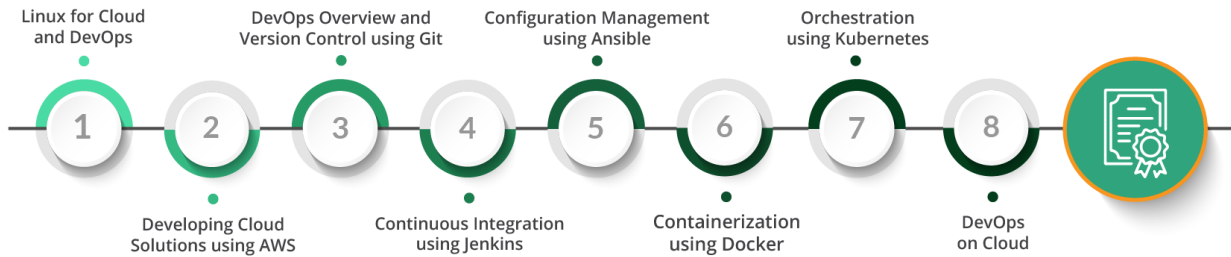 Linux for Cloud
and DevOps
1
2
Developing Cloud
Solutions using AWS
DevOps Overview and
Version Control using Git
3
4
Continuous Integration
using Jenkins
Configuration Management
using Ansible
5
6
Containerization
using Docker
Orchestration
using Kubernetes
7
8
DevOps
on Cloud